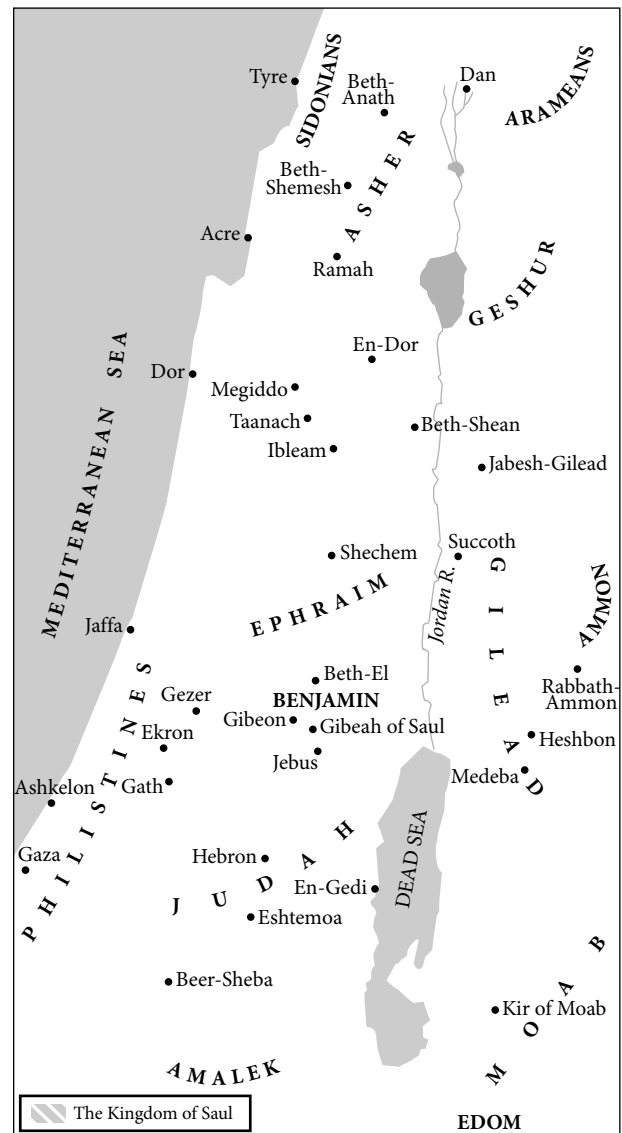 Tyre
SIDONIANS
Beth-
Anath
Dan
ARAMEANS
Beth-
Shemesh
ASHER
Acre
Ramah
GESHUR
MEDITERRANEAN SEA
Dor
En-Dor
Megiddo
Taanach
Ibleam
Beth-Shean
Jabesh-Gilead
Shechem
Succoth
EPHRAIM
Jordan R.
GILEAD
AMMON
Jaffa
Beth-El
BENJAMIN
Rabbath-
Ammon
Gezer
Gibeon
Gibeah of Saul
Heshbon
Ekron
Jebus
Medeba
PHILISTINES
Ashkelon
Gath
Gaza
Hebron
JUDAH
En-Gedi
DEAD SEA
Eshtemoa
Beer-Sheba
Kir of Moab
MOAB
AMALEK
The Kingdom of Saul
EDOM